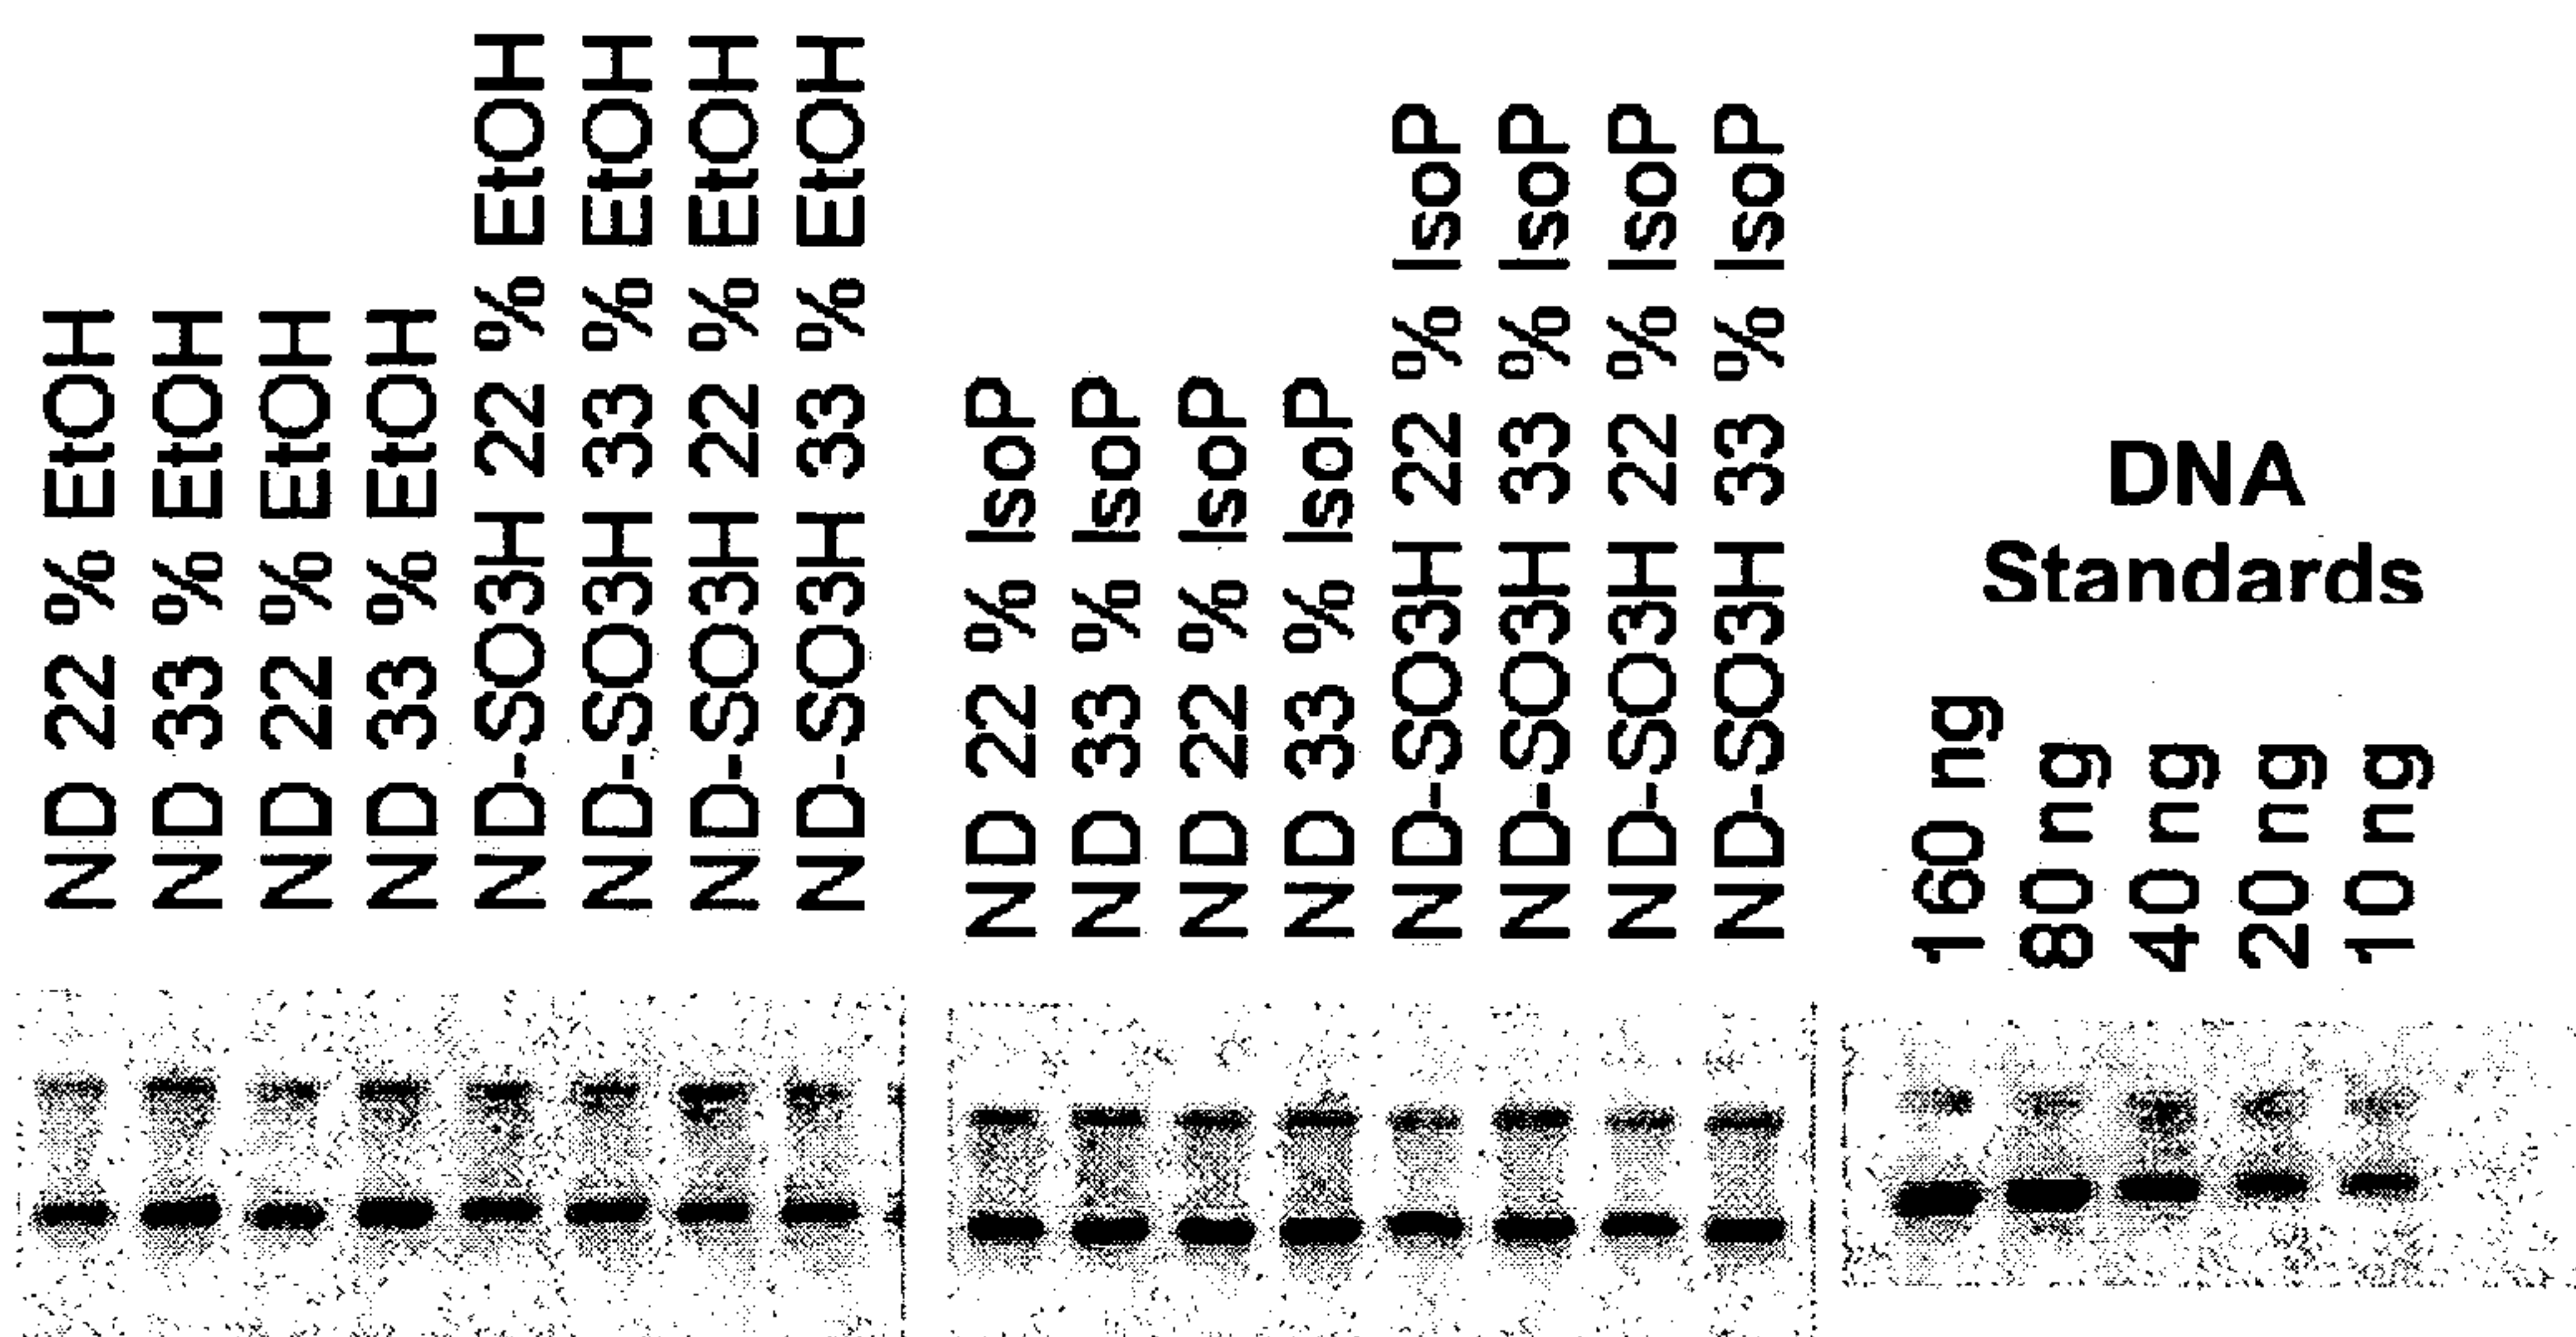 ND 22 % EtOH
ND 33 % EtOH
ND 22 % EtOH
ND 33 % EtOH
ND-SO3H 22 % EtOH
ND-SO3H 33 % EtOH
ND-SO3H 22 % EtOH
ND-SO3H 33 % EtOH
ND 22 % IsoP
ND 33 % IsoP
ND 22 % IsoP
ND 33 % IsoP
ND-SO3H 22 % IsoP
ND-SO3H 33 % IsoP
ND-SO3H 22 % IsoP
ND-SO3H 33 % IsoP
DNA
Standards
160 ng
80 ng
40 ng
20 ng
10 ng